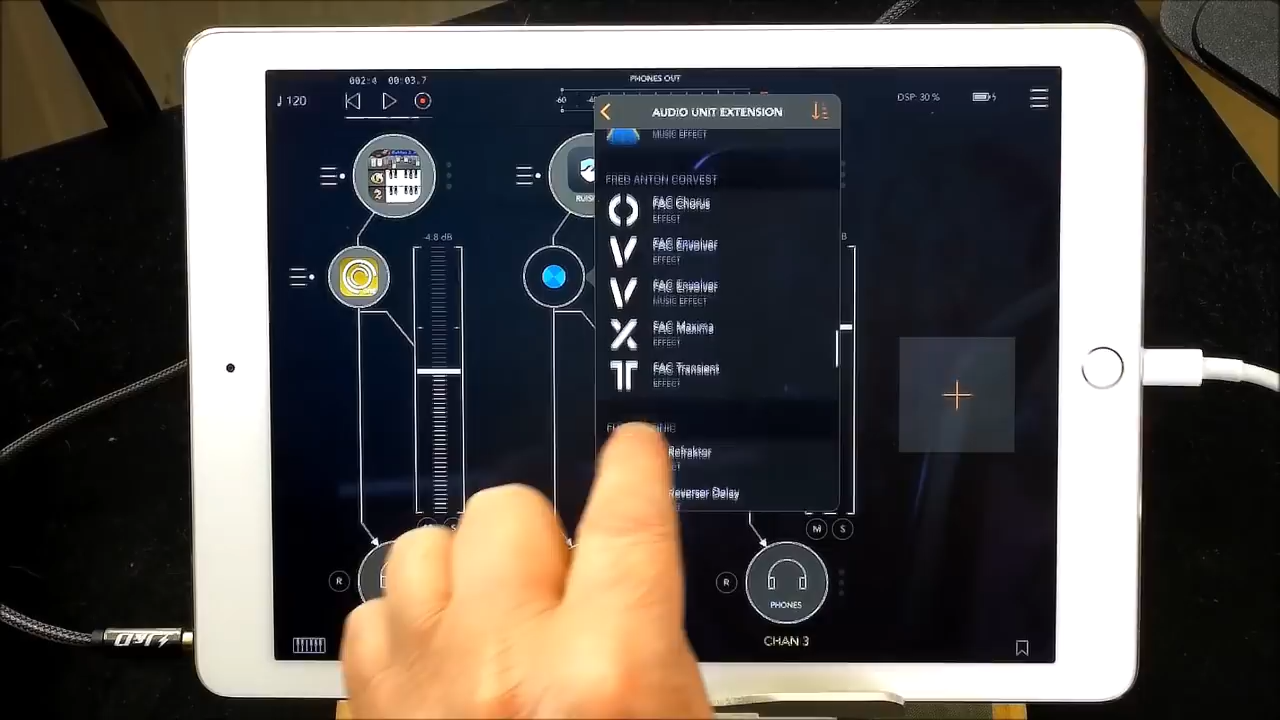 002:4 00:03.7
PHONES OUT
120
-60
DSP: 30 %
AUDIO UNIT EXTENSION
MUSIC EFFECT
FRED ANTON CORVEST
FAC Chorus
EFFECT
FAC Envolver
EFFECT
FAC Envolver
MUSIC EFFECT
FAC Maxima
EFFECT
FAC Transient
EFFECT
Refraktor
Reverser Delay
-4.8 dB
M S
R
R
PHONES
CHAN 3